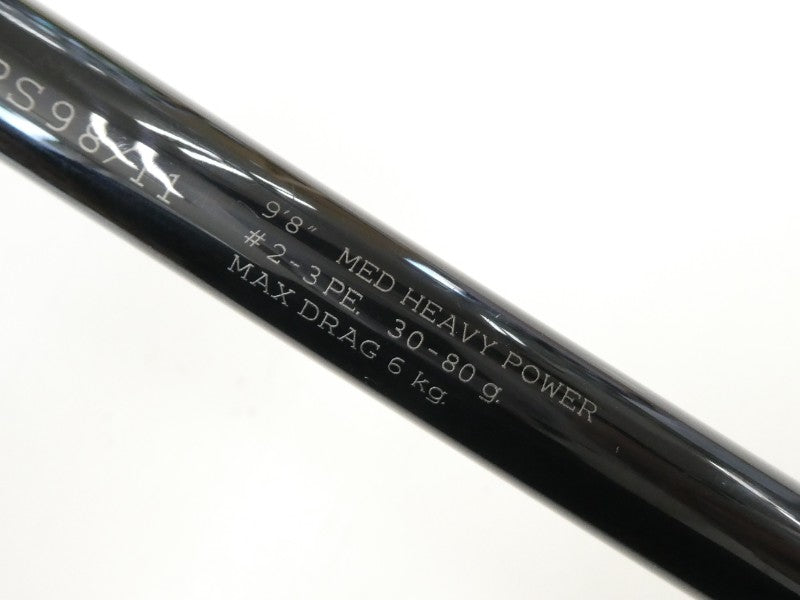 PS98/11
9'8" MED HEAVY POWER
#2-3 PE. 30-80 g.
MAX DRAG 6 kg.